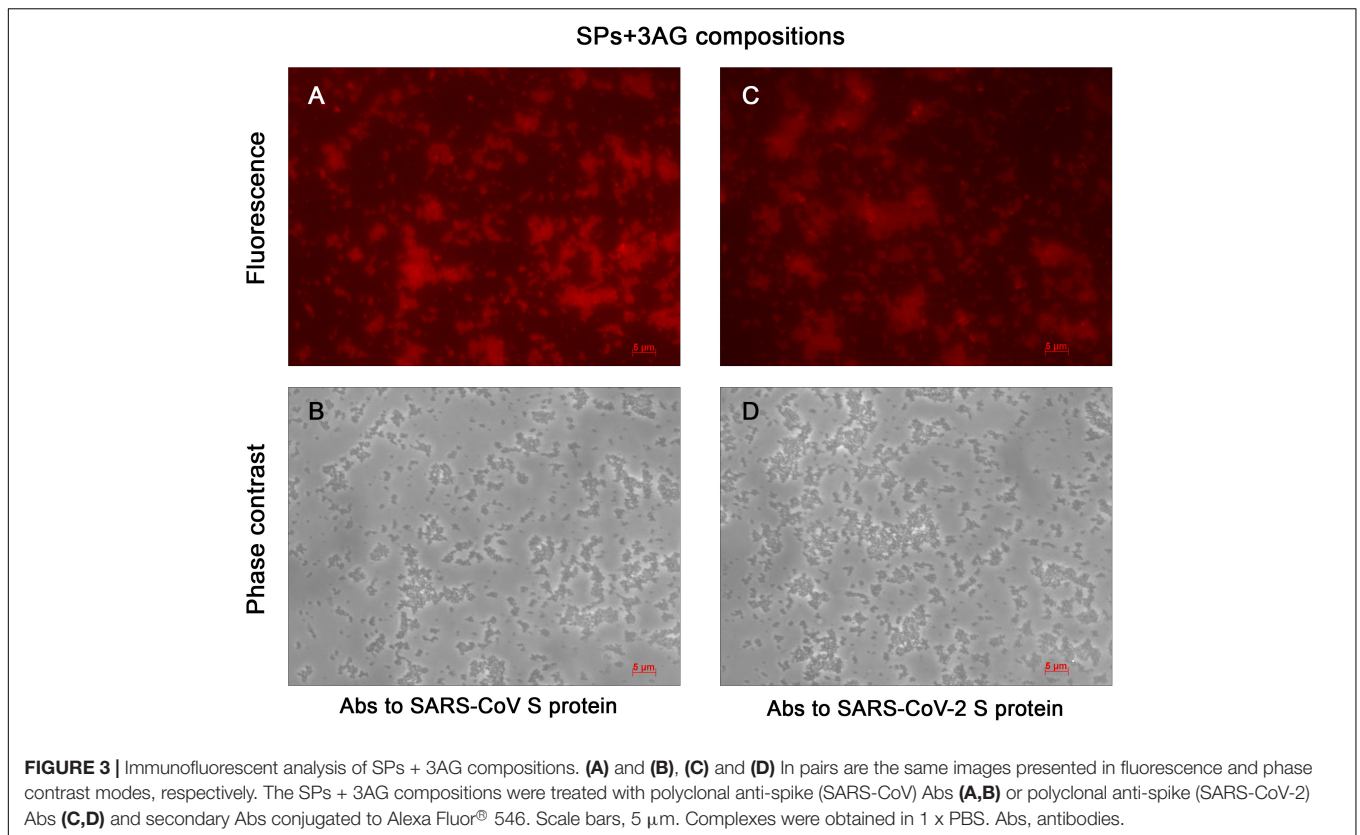 SPs+3AG compositions
Fluorescence
A
5 µm
C
5 µm
Phase contrast
B
5 µm
D
5 µm
Abs to SARS-CoV S protein
Abs to SARS-CoV-2 S protein
FIGURE 3 | Immunofluorescent analysis of SPs + 3AG compositions. (A) and (B), (C) and (D) In pairs are the same images presented in fluorescence and phase
contrast modes, respectively. The SPs + 3AG compositions were treated with polyclonal anti-spike (SARS-CoV) Abs (A,B) or polyclonal anti-spike (SARS-CoV-2)
Abs (C,D) and secondary Abs conjugated to Alexa Fluor® 546. Scale bars, 5 µm. Complexes were obtained in 1 x PBS. Abs, antibodies.